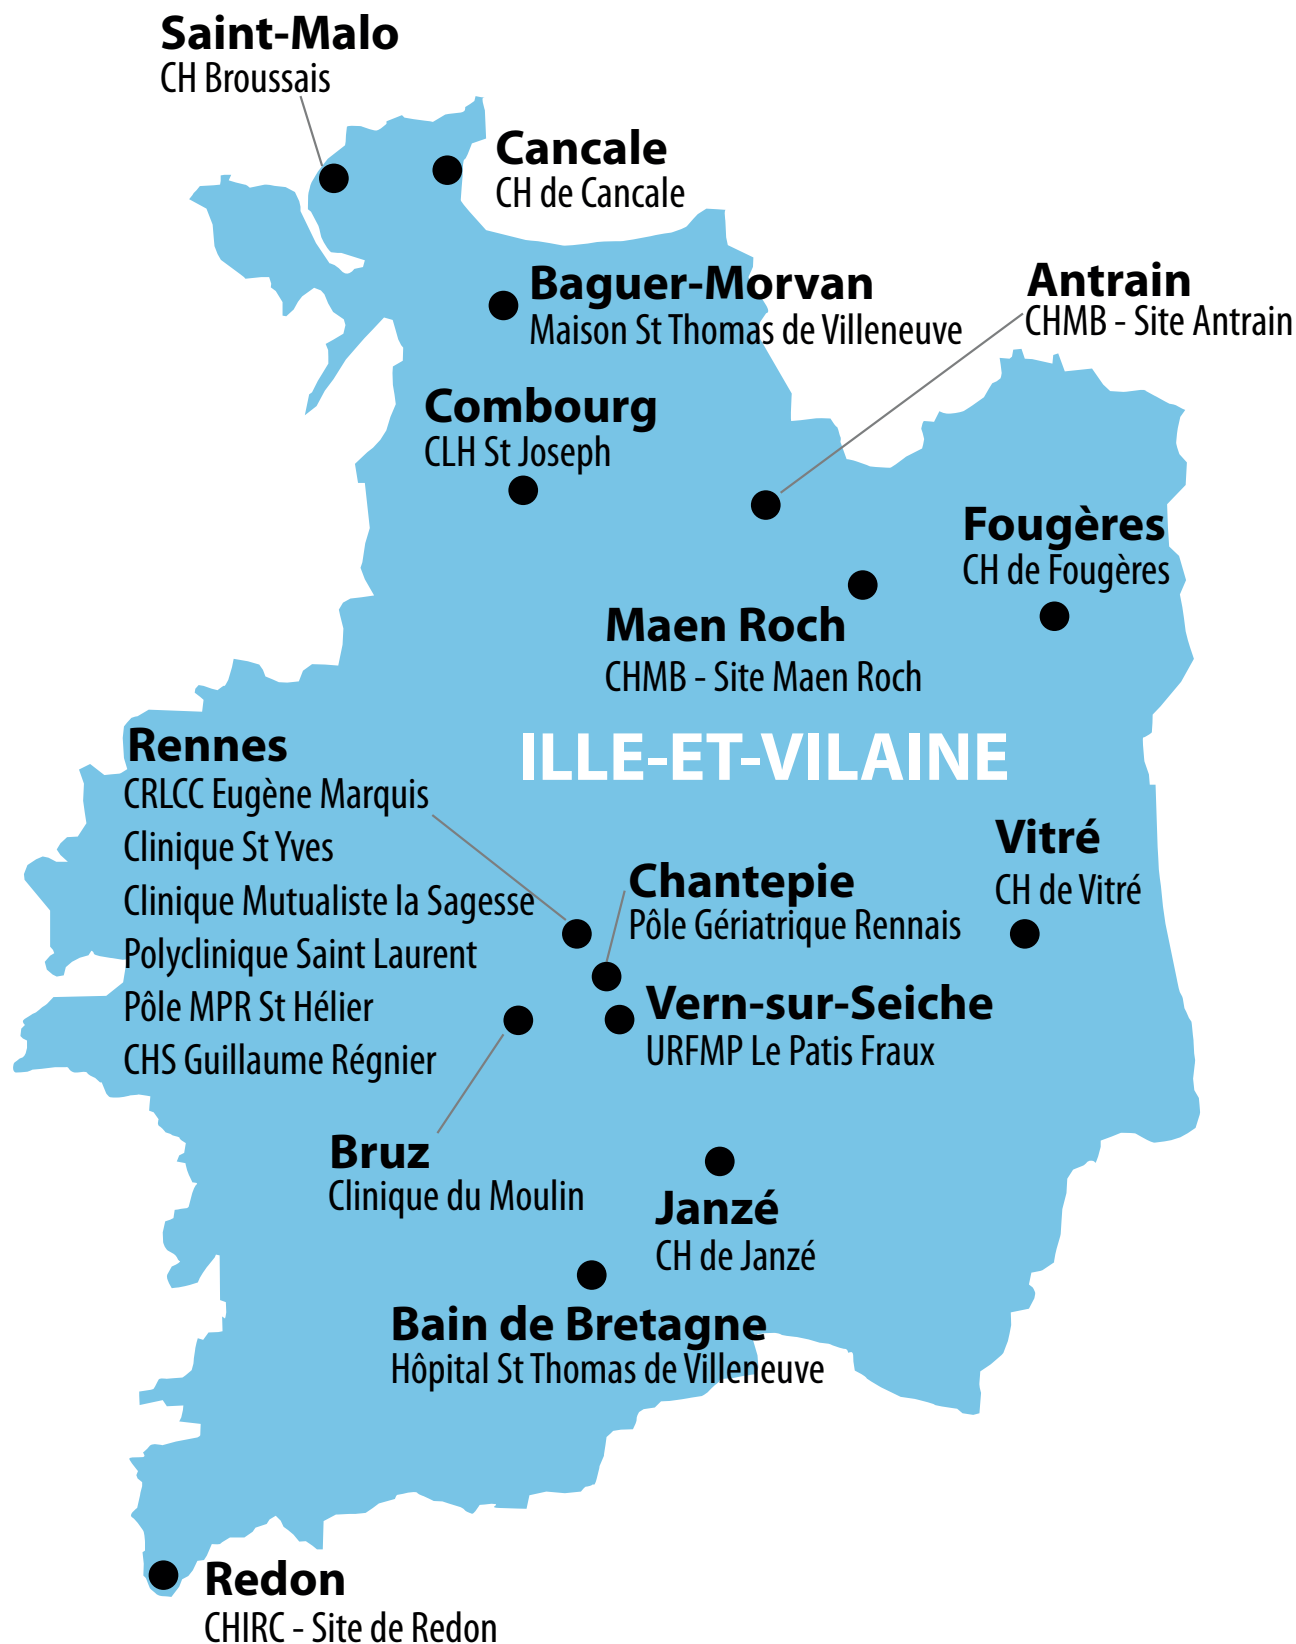 Saint-Malo
CH Broussais
Cancale
CH de Cancale
Baguer-Morvan
Maison St Thomas de Villeneuve
Antrain
CHMB - Site Antrain
Combourg
CLH St Joseph
Fougères
CH de Fougères
Maen Roch
CHMB - Site Maen Roch
ILLE-ET-VILAINE
Rennes
CRLCC Eugène Marquis
Clinique St Yves
Clinique Mutualiste la Sagesse
Polyclinique Saint Laurent
Pôle MPR St Hélier
CHS Guillaume Régnier
Vitré
CH de Vitré
Chantepie
Pôle Gériatrique Rennais
Vern-sur-Seiche
URFMP Le Patis Fraux
Bruz
Clinique du Moulin
Janzé
CH de Janzé
Bain de Bretagne
Hôpital St Thomas de Villeneuve
Redon
CHIRC - Site de Redon